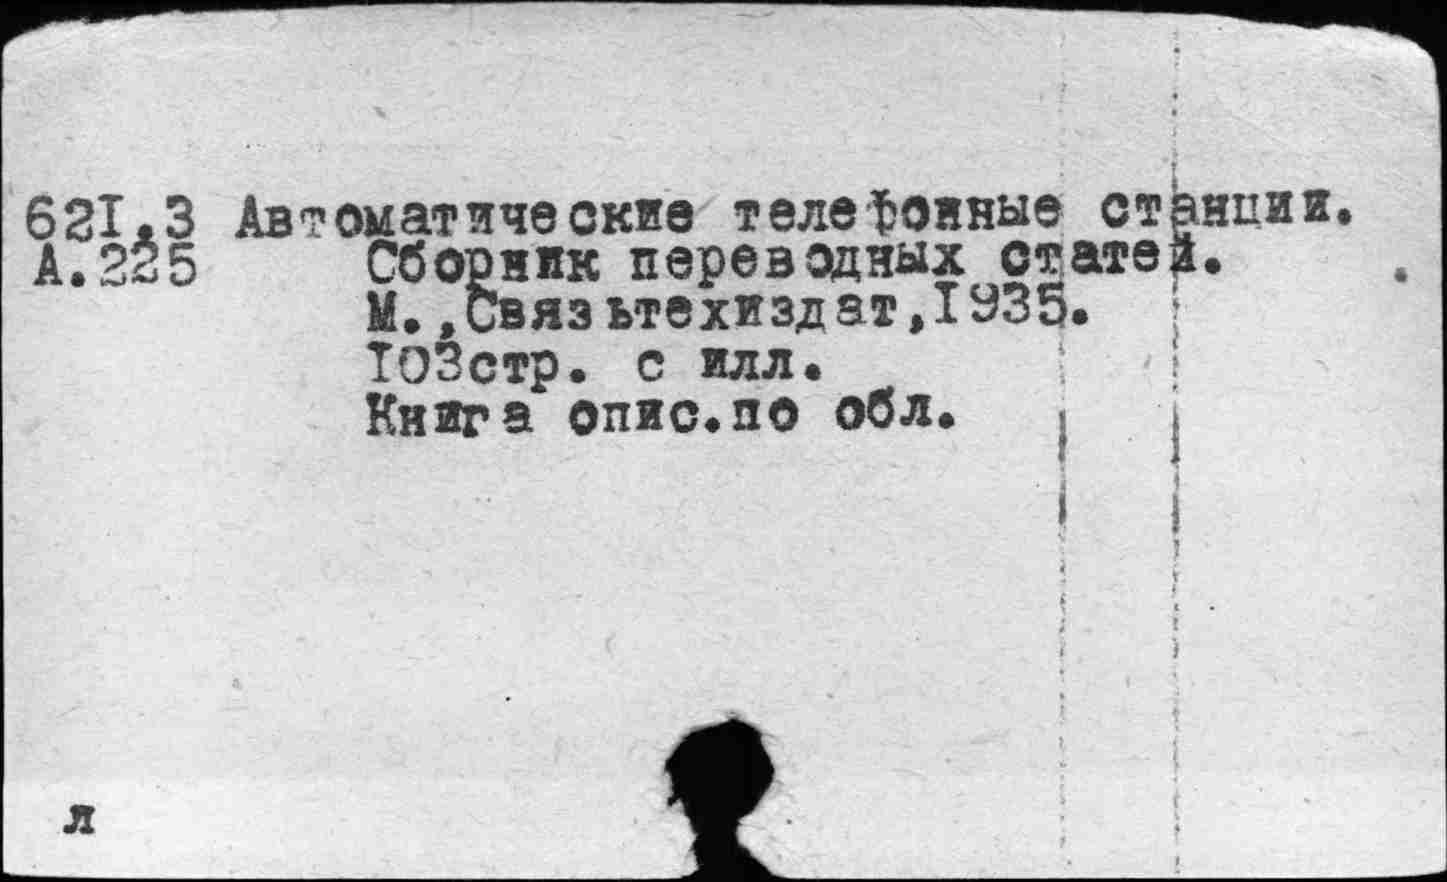 621.3 Автоматические телефонные станции.
А.225 Сборник переводных статей.
М.,Связьтехиздат,1935.
103стр. с илл.
Книга опис.по обл.
л